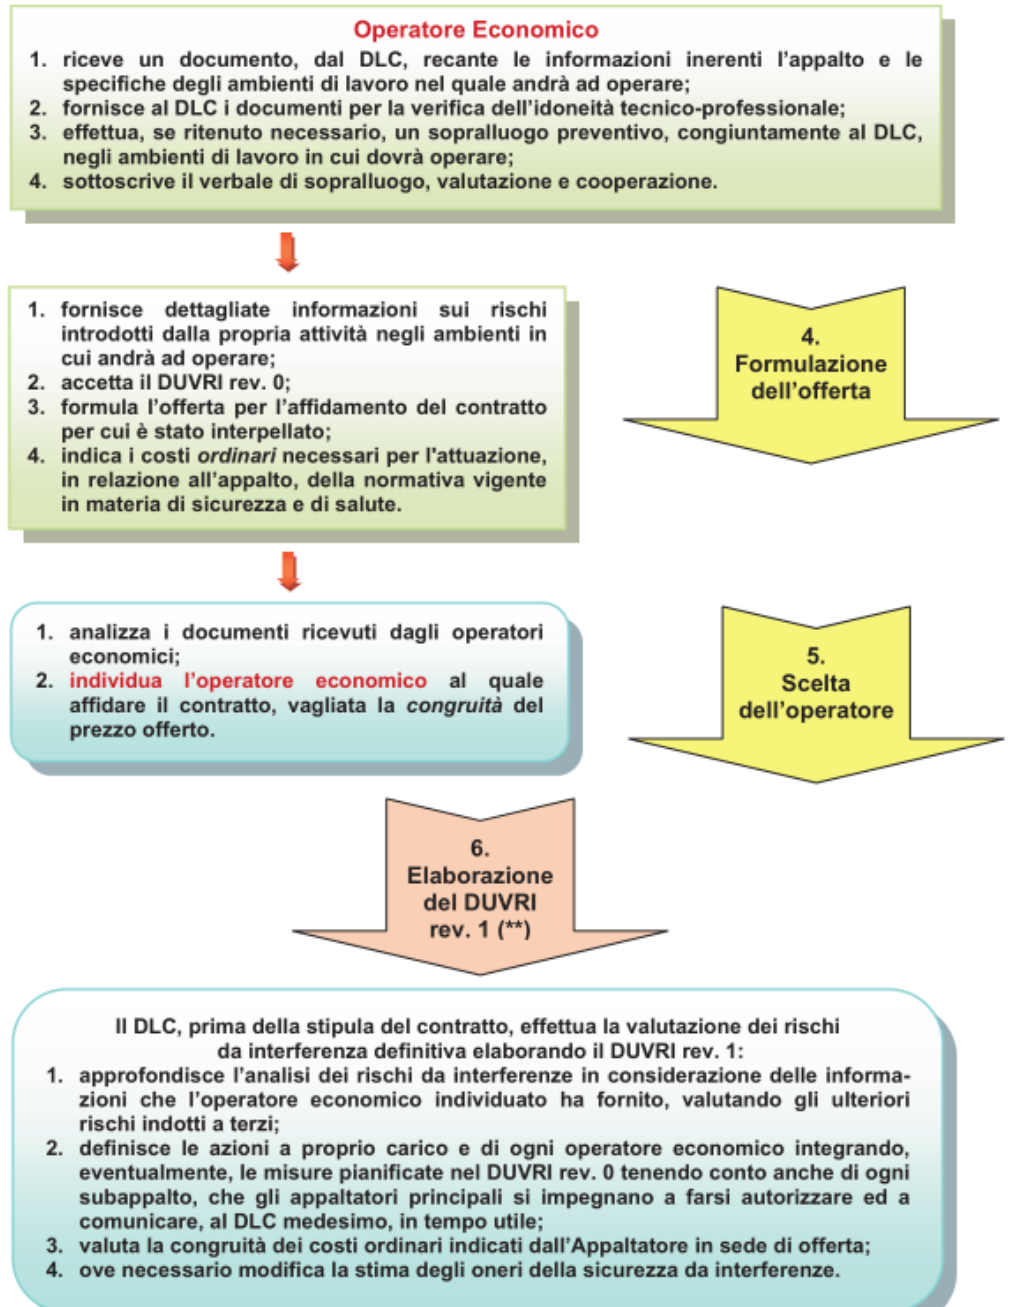 Operatore Economico
1. riceve un documento, dal DLC, recante le informazioni inerenti l'appalto e le
specifiche degli ambienti di lavoro nel quale andrà ad operare;
2. fornisce al DLC i documenti per la verifica dell'idoneità tecnico-professionale;
3. effettua, se ritenuto necessario, un sopralluogo preventivo, congiuntamente al DLC,
negli ambienti di lavoro in cui dovrà operare;
4. sottoscrive il verbale di sopralluogo, valutazione e cooperazione.
1. fornisce dettagliate informazioni sui rischi
introdotti dalla propria attività negli ambienti in
cui andrà ad operare;
2. accetta il DUVRI rev. 0;
3. formula l'offerta per l'affidamento del contratto
per cui è stato interpellato;
4. indica i costi ordinari necessari per l'attuazione,
in relazione all'appalto, della normativa vigente
in materia di sicurezza e di salute.
4.
Formulazione
dell'offerta
1. analizza i documenti ricevuti dagli operatori
economici;
2. individua l'operatore economico al quale
affidare il contratto, vagliata la congruità del
prezzo offerto.
5.
Scelta
dell'operatore
6.
Elaborazione
del DUVRI
rev. 1 (**)
Il DLC, prima della stipula del contratto, effettua la valutazione dei rischi
da interferenza definitiva elaborando il DUVRI rev. 1:
1. approfondisce l'analisi dei rischi da interferenze in considerazione delle informa-
zioni che l'operatore economico individuato ha fornito, valutando gli ulteriori
rischi indotti a terzi;
2. definisce le azioni a proprio carico e di ogni operatore economico integrando,
eventualmente, le misure pianificate nel DUVRI rev. 0 tenendo conto anche di ogni
subappalto, che gli appaltatori principali si impegnano a farsi autorizzare ed a
comunicare, al DLC medesimo, in tempo utile;
3. valuta la congruità dei costi ordinari indicati dall'Appaltatore in sede di offerta;
4. ove necessario modifica la stima degli oneri della sicurezza da interferenze.